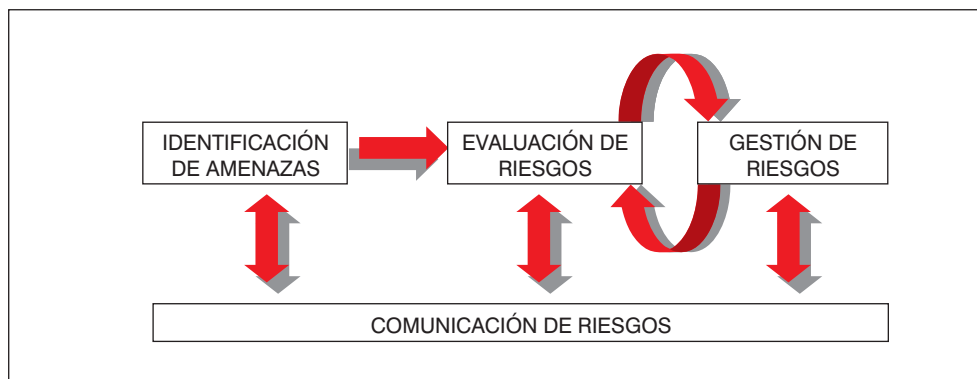 IDENTIFICACIÓN
DE AMENAZAS
EVALUACIÓN DE
RIESGOS
GESTIÓN DE
RIESGOS
COMUNICACIÓN DE RIESGOS